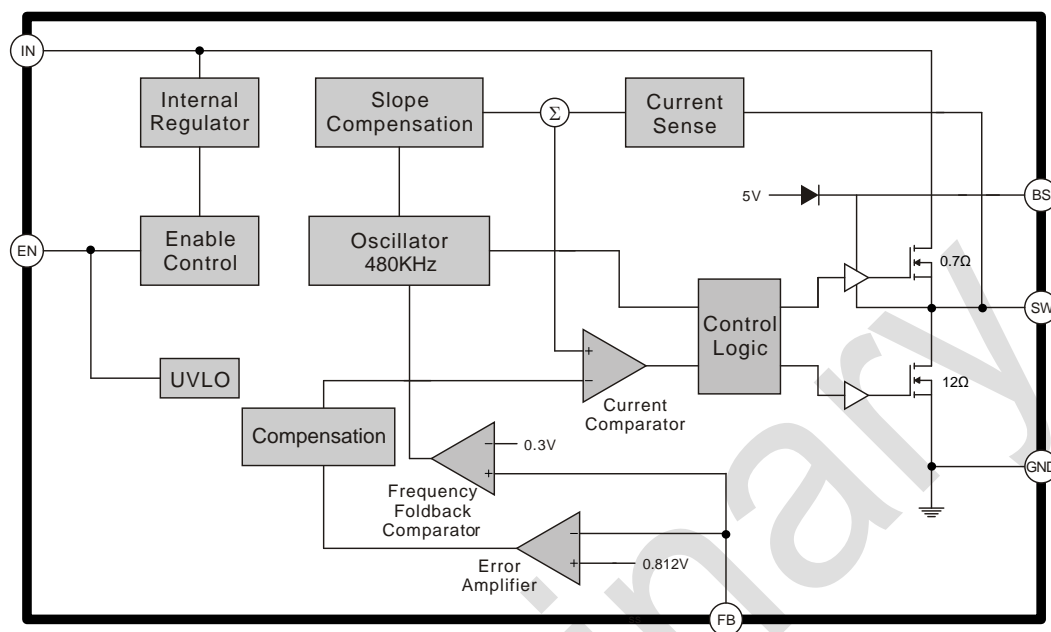 IN
Internal
Regulator
Slope
Compensation
Σ
Current
Sense
5V
BS
EN
Enable
Control
Oscillator
480KHz
0.7Ω
SW
Control
Logic
+
−
Current
Comparator
12Ω
UVLO
Compensation
−
0.3V
+
Frequency
Foldback
Comparator
GND
−
+
0.812V
Error
Amplifier
FB
inary